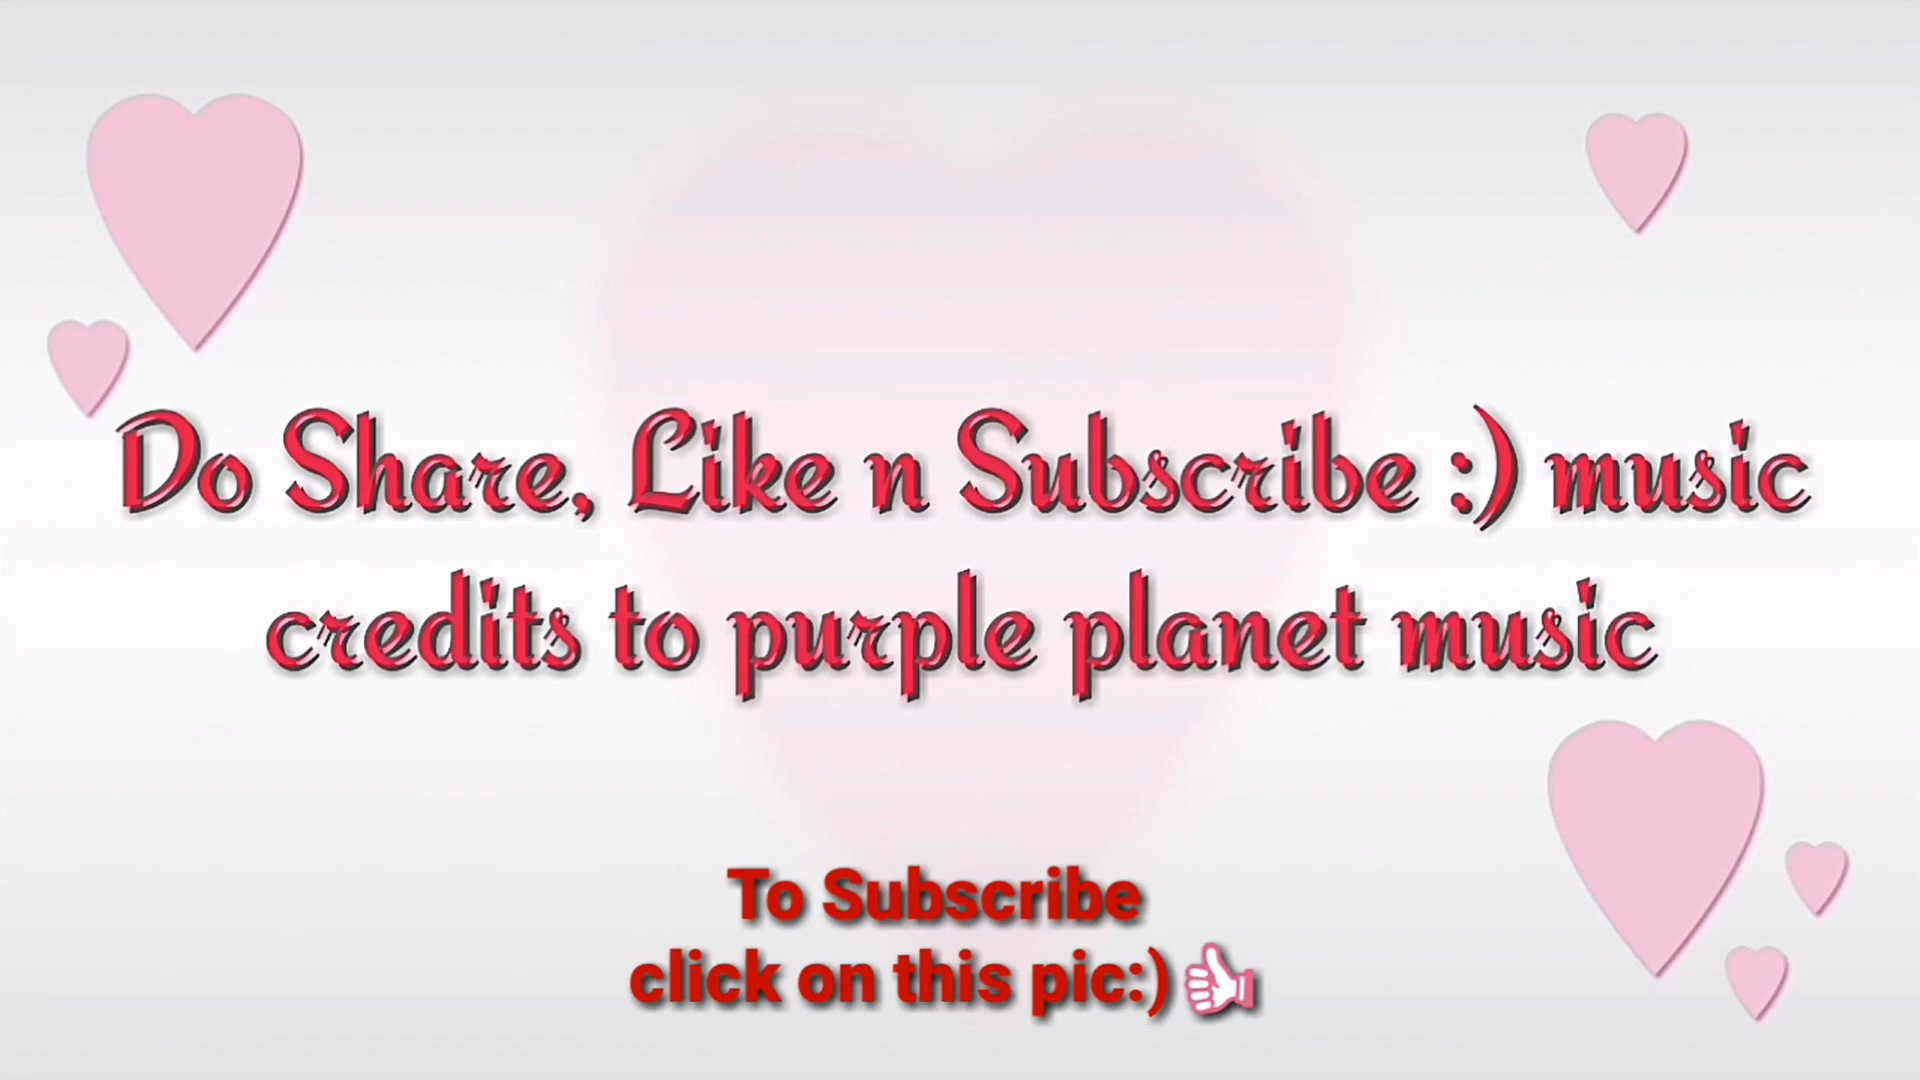 Do Share, Like n Subscribe :) music
credits to purple planet music
To Subscribe
click on this pic:)